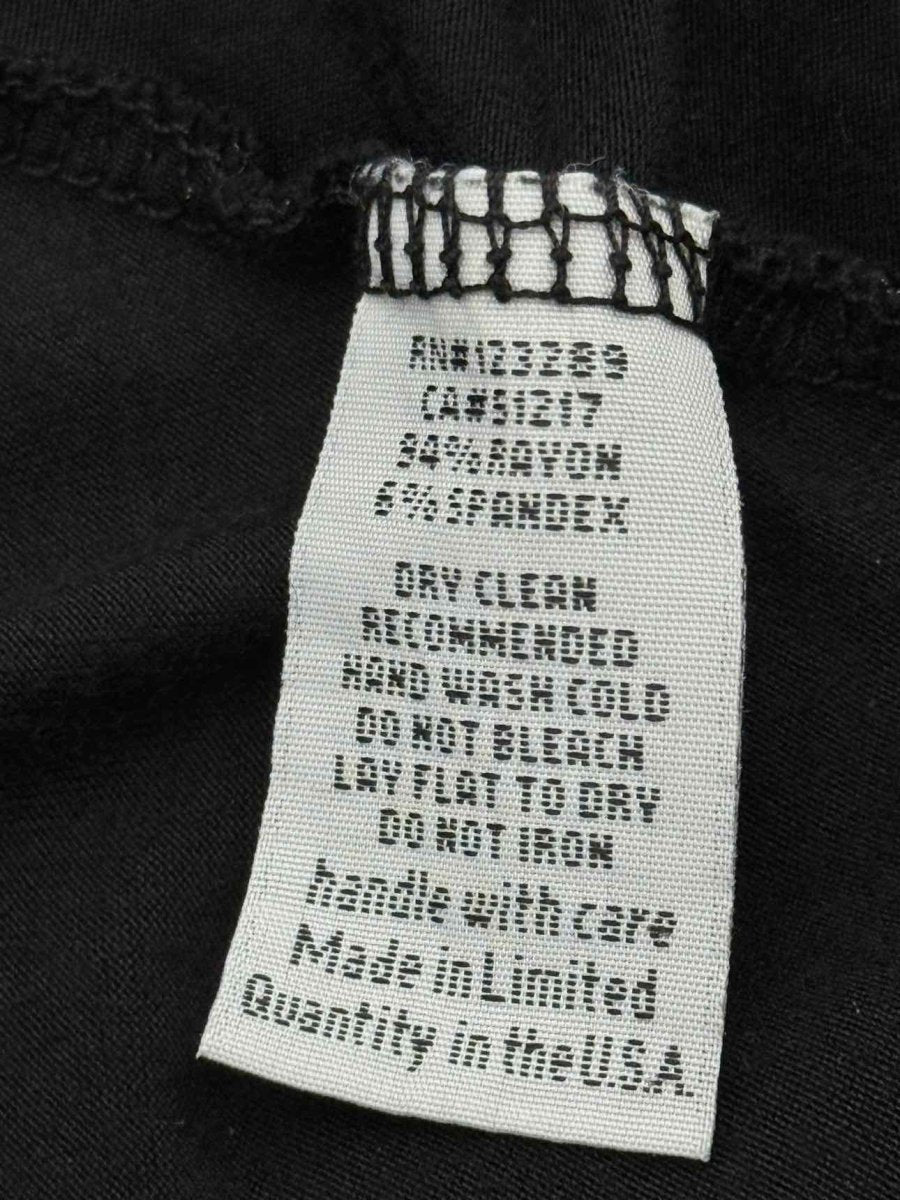 RN#123289
CA#51217
94%RAYON
6%SPANDEX
DRY CLEAN
RECOMMENDED
HAND WASH COLD
DO NOT BLEACH
LAY FLAT TO DRY
DO NOT IRON
handle with care
Made in Limited
Quantity in the U.S.A.